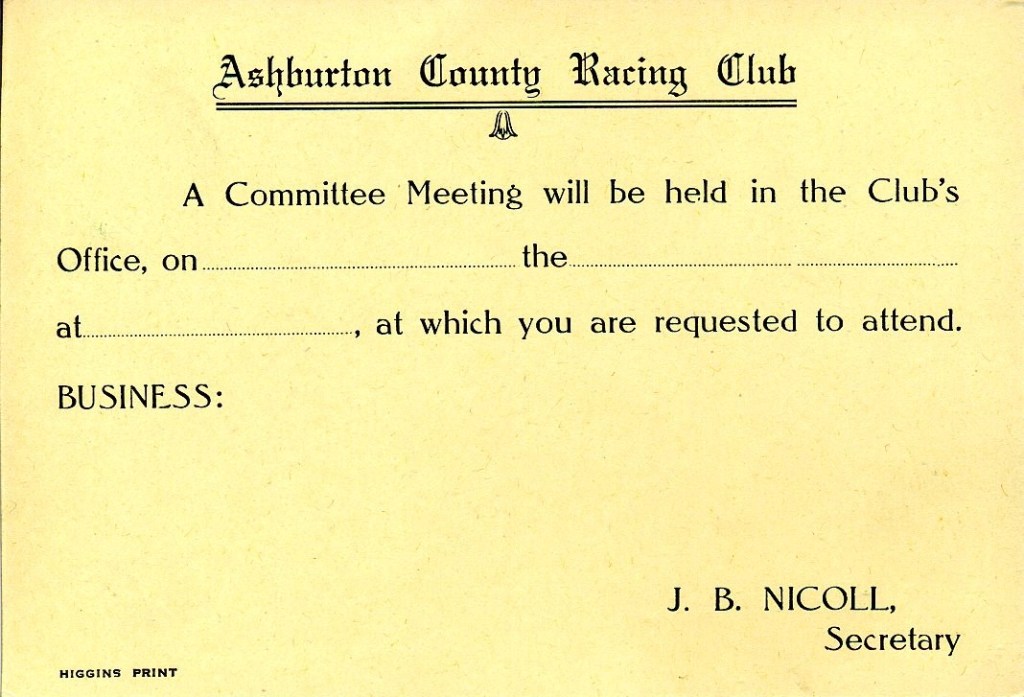 Ashburton County Racing Club
A Committee Meeting will be held in the Club's
Office, on........................................the..................................................
at..................................., at which you are requested to attend.
BUSINESS:
J. B. NICOLL,
Secretary
HIGGINS PRINT